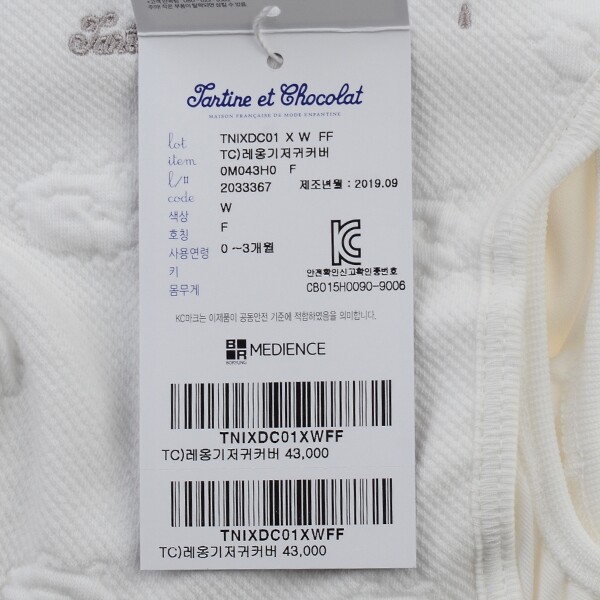 Tartine et Chocolat
MAISON FRANÇAISE DE MODE ENFANTINE
lot TNIXDC01 X W FF
item TC)레옹기저귀커버
l/# 0M043H0 F
code 2033367 제조년월 : 2019.09
색상 W
호칭 F
사용연령 0 ~3개월
키
몸무게
안전확인신고확인증번호
CB015H0090-9006
KC마크는 이제품이 공통안전 기준에 적합하였음을 의미합니다.
BR MEDIENCE
TNIXDC01XWFF
TC)레옹기저귀커버 43,000
TNIXDC01XWFF
TC)레옹기저귀커버 43,000